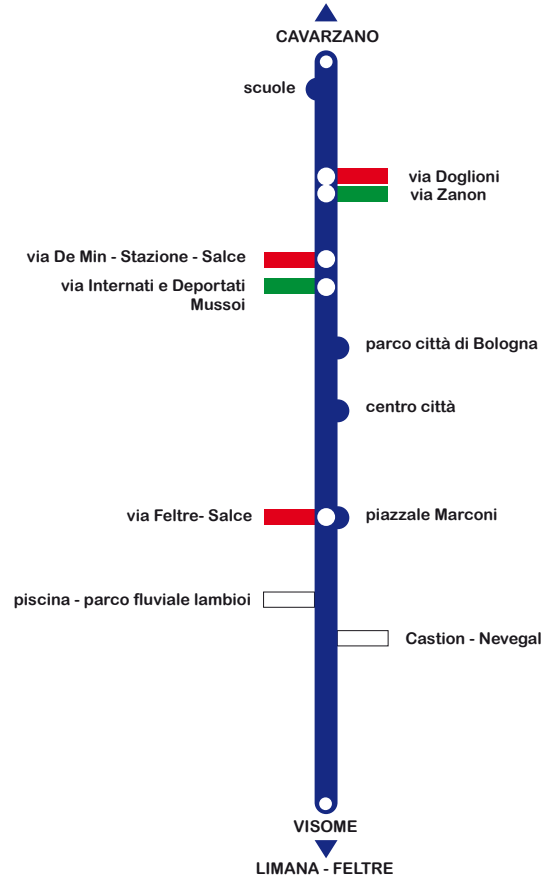 CAVARZANO
scuole
via Doglioni
via Zanon
via De Min - Stazione - Salce
via Internati e Deportati
Mussoi
parco città di Bologna
centro città
via Feltre- Salce
piazzale Marconi
piscina - parco fluviale lambioi
Castion - Nevegal
VISOME
LIMANA - FELTRE